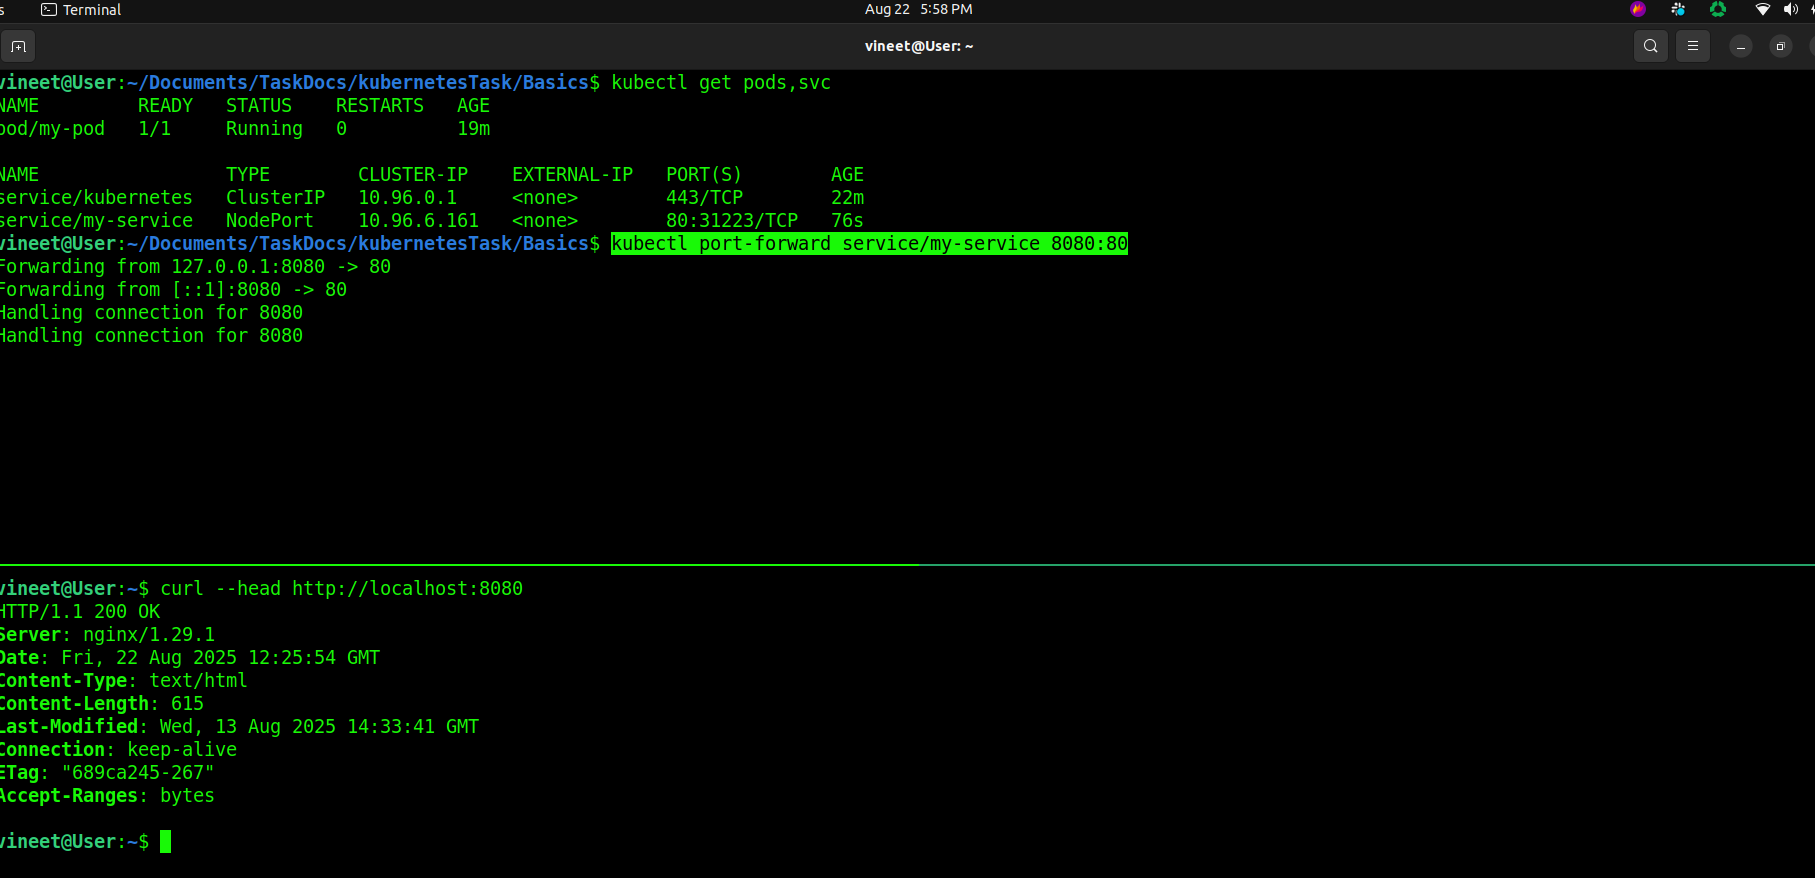 s Terminal Aug 22 5:58 PM
vineet@User: ~
vineet@User:~/Documents/TaskDocs/kubernetesTask/Basics$ kubectl get pods,svc
NAME READY STATUS RESTARTS AGE
pod/my-pod 1/1 Running 0 19m
NAME TYPE CLUSTER-IP EXTERNAL-IP PORT(S) AGE
service/kubernetes ClusterIP 10.96.0.1 <none> 443/TCP 22m
service/my-service NodePort 10.96.6.161 <none> 80:31223/TCP 76s
vineet@User:~/Documents/TaskDocs/kubernetesTask/Basics$ kubectl port-forward service/my-service 8080:80
Forwarding from 127.0.0.1:8080 -> 80
Forwarding from [::1]:8080 -> 80
Handling connection for 8080
Handling connection for 8080
vineet@User:~$ curl --head http://localhost:8080
HTTP/1.1 200 OK
Server: nginx/1.29.1
Date: Fri, 22 Aug 2025 12:25:54 GMT
Content-Type: text/html
Content-Length: 615
Last-Modified: Wed, 13 Aug 2025 14:33:41 GMT
Connection: keep-alive
ETag: "689ca245-267"
Accept-Ranges: bytes
vineet@User:~$